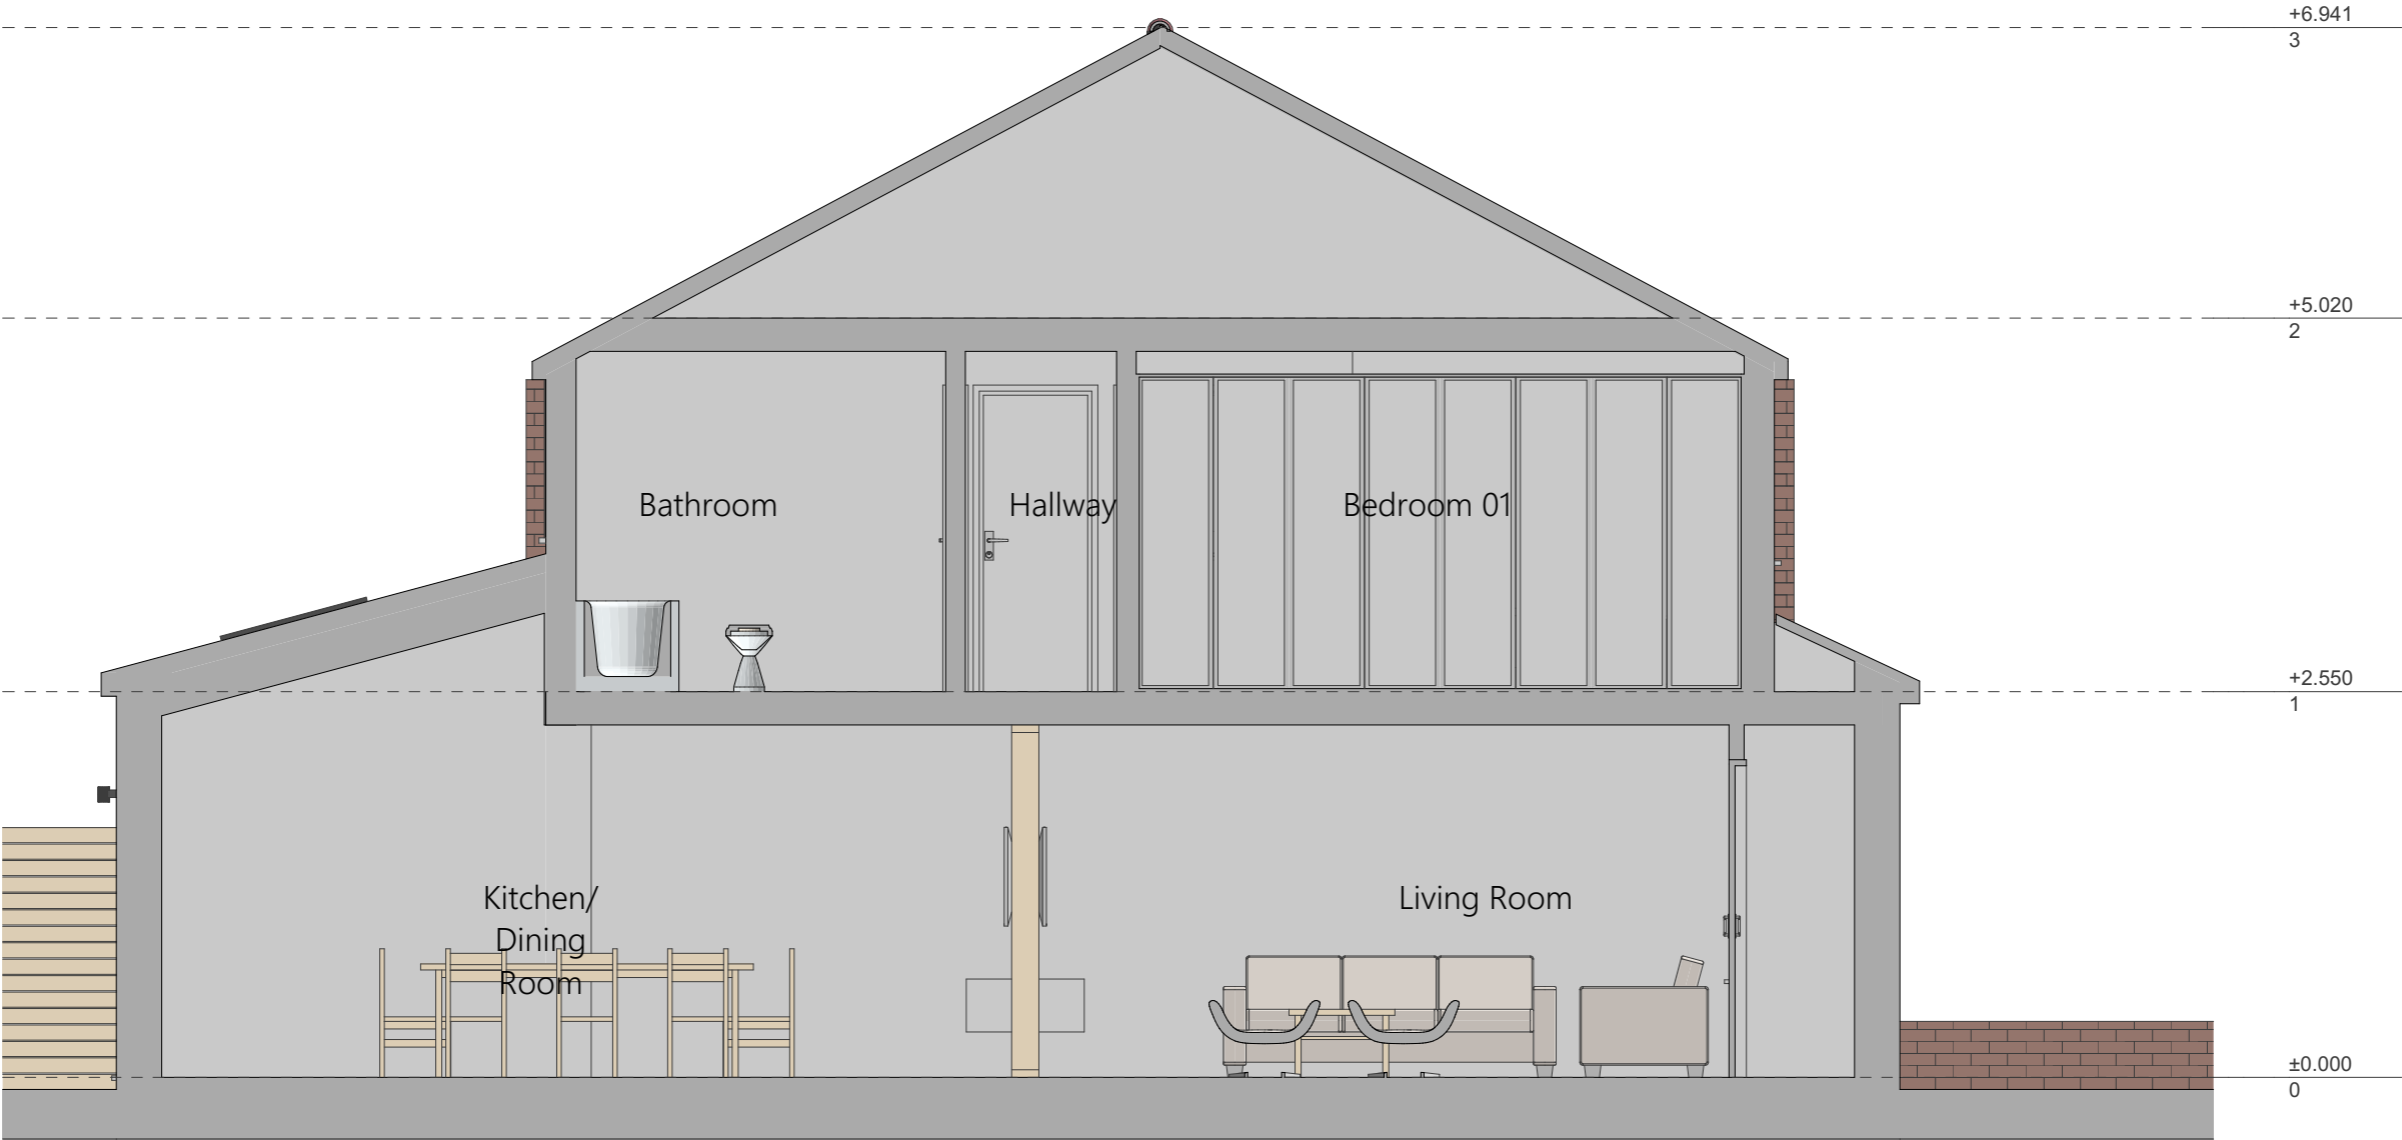 +6.941
3
+5.020
2
Bathroom
Hallway
Bedroom 01
+2.550
1
Kitchen/
Dining
Room
Living Room
±0.000
0